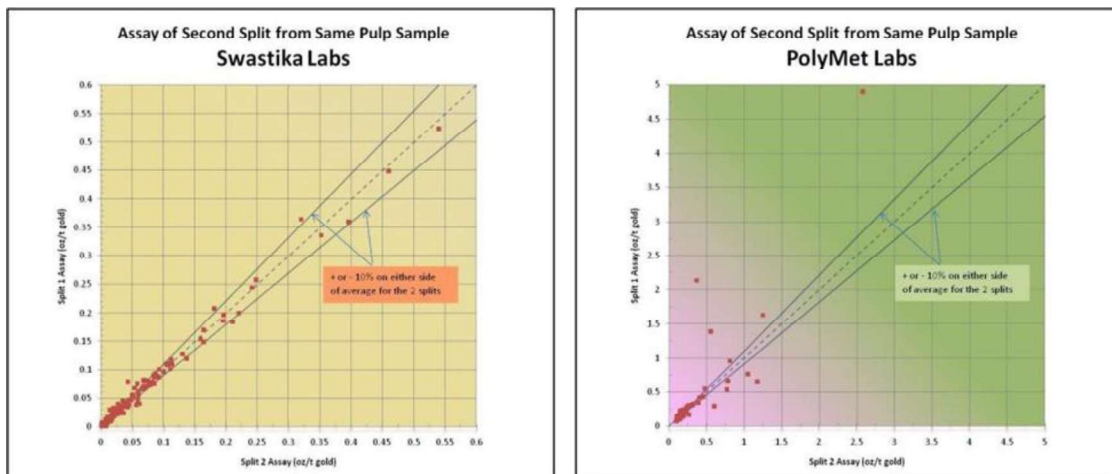 Assay of Second Split from Same Pulp Sample
Swastika Labs
0.6
0.55
0.5
0.45
0.4
0.35
0.3
0.25
0.2
0.15
0.1
0.05
0
Split 1 Assay (oz/t gold)
+ or - 10% on either side
of average for the 2 splits
0 0.05 0.1 0.15 0.2 0.25 0.3 0.35 0.4 0.45 0.5 0.55 0.6
Split 2 Assay (oz/t gold)
Assay of Second Split from Same Pulp Sample
PolyMet Labs
5
4.5
4
3.5
3
2.5
2
1.5
1
0.5
0
Split 1 Assay (oz/t gold)
+ or - 10% on either side
of average for the 2 splits
0 0.5 1 1.5 2 2.5 3 3.5 4 4.5 5
Split 2 Assay (oz/t gold)